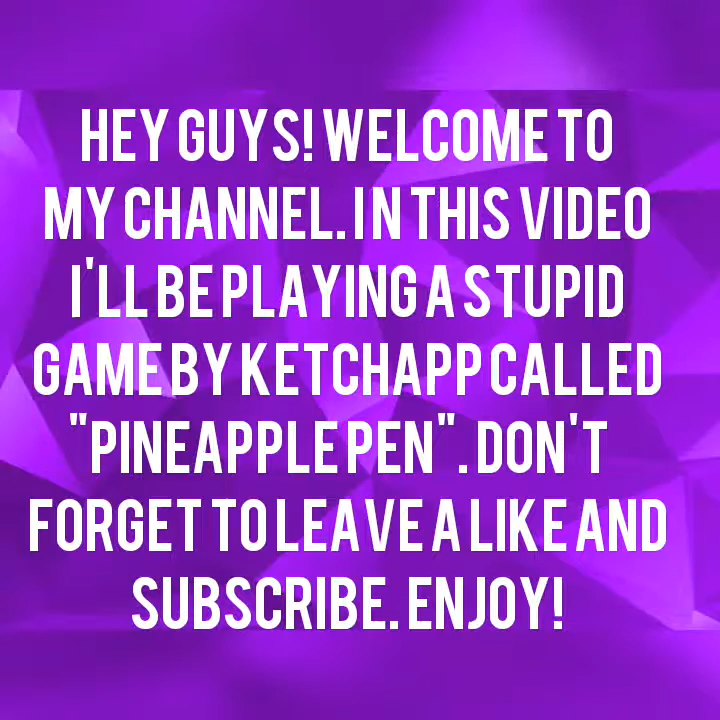 HEY GUYS! WELCOME TO
MY CHANNEL. IN THIS VIDEO
I'LL BE PLAYING A STUPID
GAME BY KETCHAPP CALLED
"PINEAPPLE PEN". DON'T
FORGET TO LEAVE A LIKE AND
SUBSCRIBE. ENJOY!